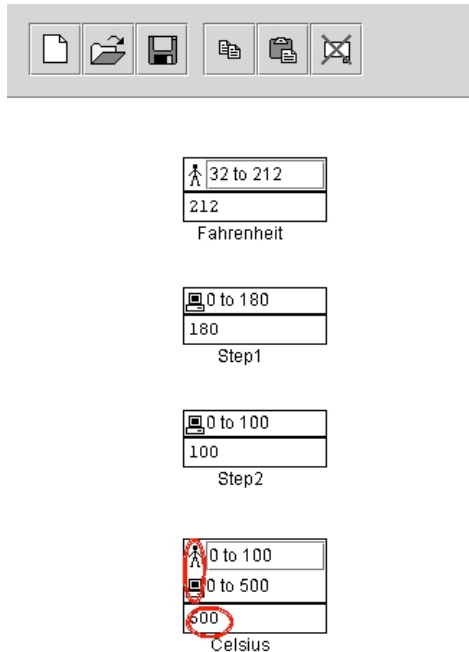 32 to 212
212
Fahrenheit
0 to 180
180
Step1
0 to 100
100
Step2
0 to 100
0 to 500
500
Celsius